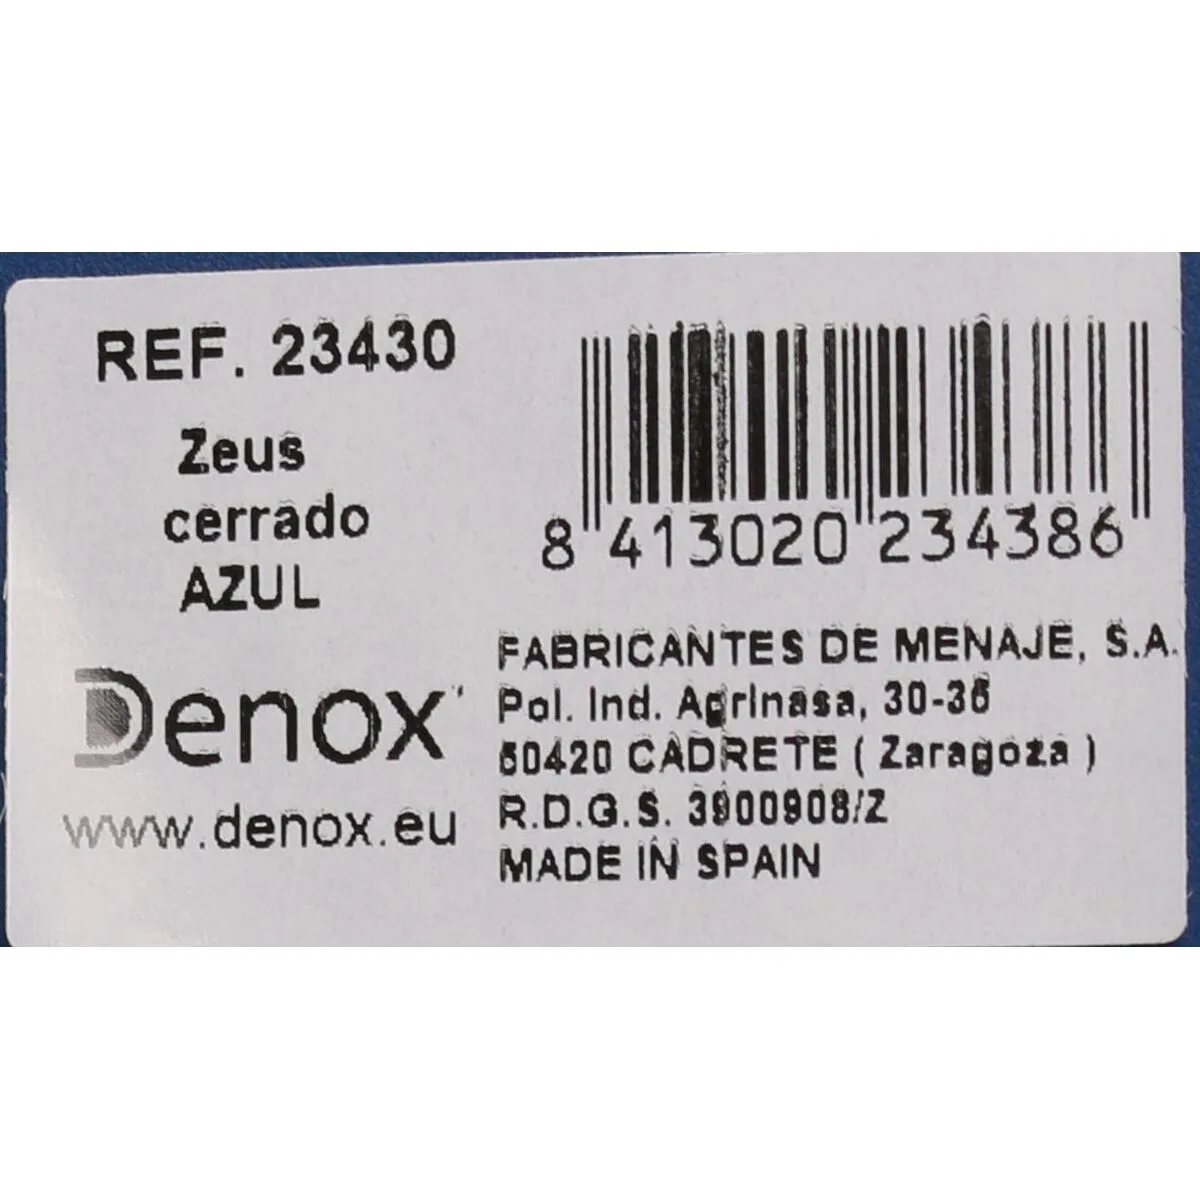 REF. 23430
Zeus
cerrado
AZUL
Denox
www.denox.eu
8 413020 234386
FABRICANTES DE MENAJE, S.A.
Pol. Ind. Agrinasa, 30-36
50420 CADRETE ( Zaragoza )
R.D.G.S. 3900908/Z
MADE IN SPAIN